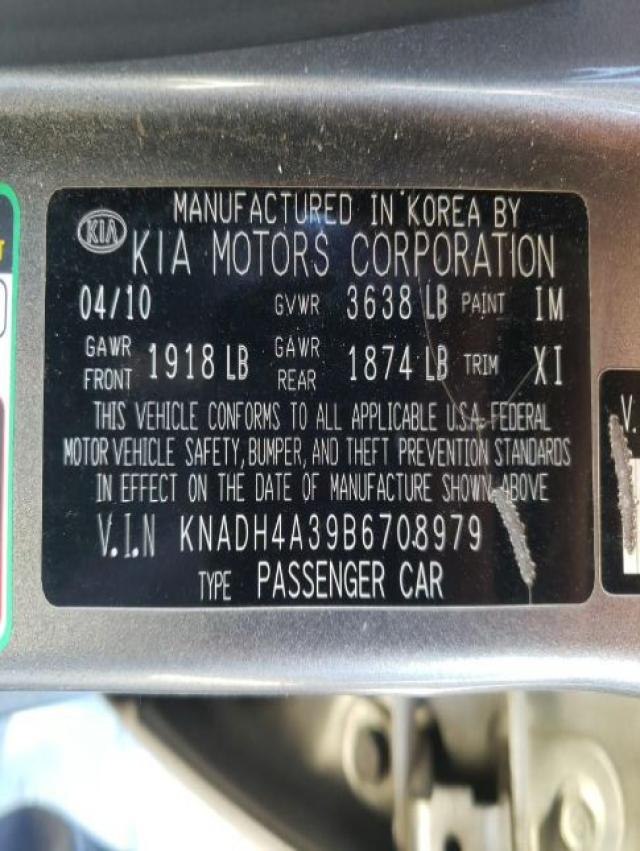 MANUFACTURED IN KOREA BY
KIA KIA MOTORS CORPORATION
04/10 GVWR 3638 LB PAINT IM
GAWR FRONT 1918 LB GAWR REAR 1874 LB TRIM XI
THIS VEHICLE CONFORMS TO ALL APPLICABLE U.S.A. FEDERAL
MOTOR VEHICLE SAFETY, BUMPER, AND THEFT PREVENTION STANDARDS
IN EFFECT ON THE DATE OF MANUFACTURE SHOWN ABOVE
V.I.N KNADH4A39B6708979
TYPE PASSENGER CAR
V.